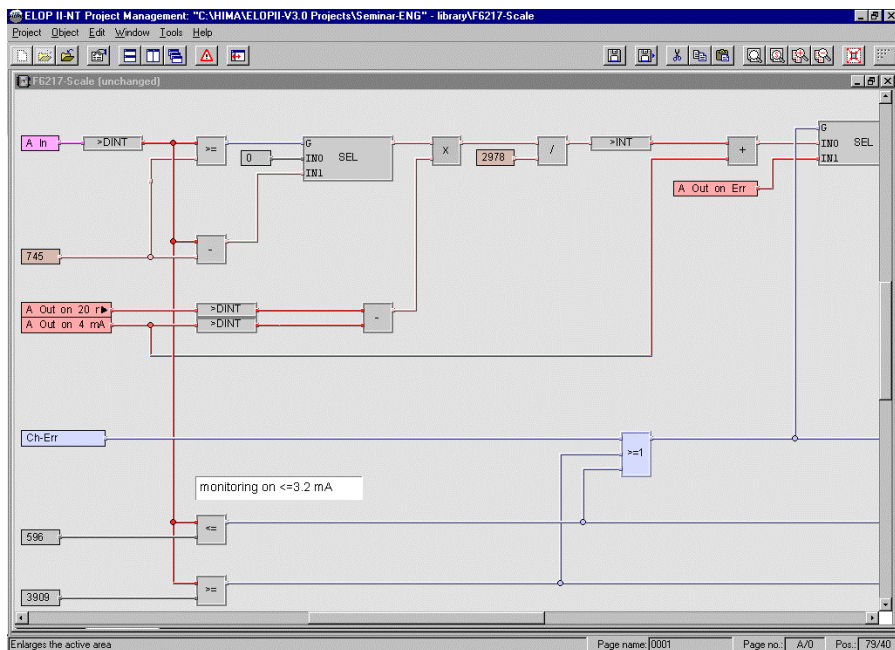 ELOP II-NT Project Management: "C:\HIMA\ELOPII-V3.0 Projects\Seminar-ENG" - library\F6217-Scale
Project Object Edit Window Tools Help
F6217-Scale (unchanged)
A In
>DINT
>=
G
0
IN0
IN1
SEL
x
2978
/
>INT
+
G
IN0
IN1
SEL
A Out on Err
-
745
A Out on 20 r
>DINT
A Out on 4 mA
>DINT
-
Ch-Err
>=1
monitoring on <=3.2 mA
<=
596
>=
3909
Enlarges the active area
Page name: 0001
Page no.: A/0
Pos.: 79/40